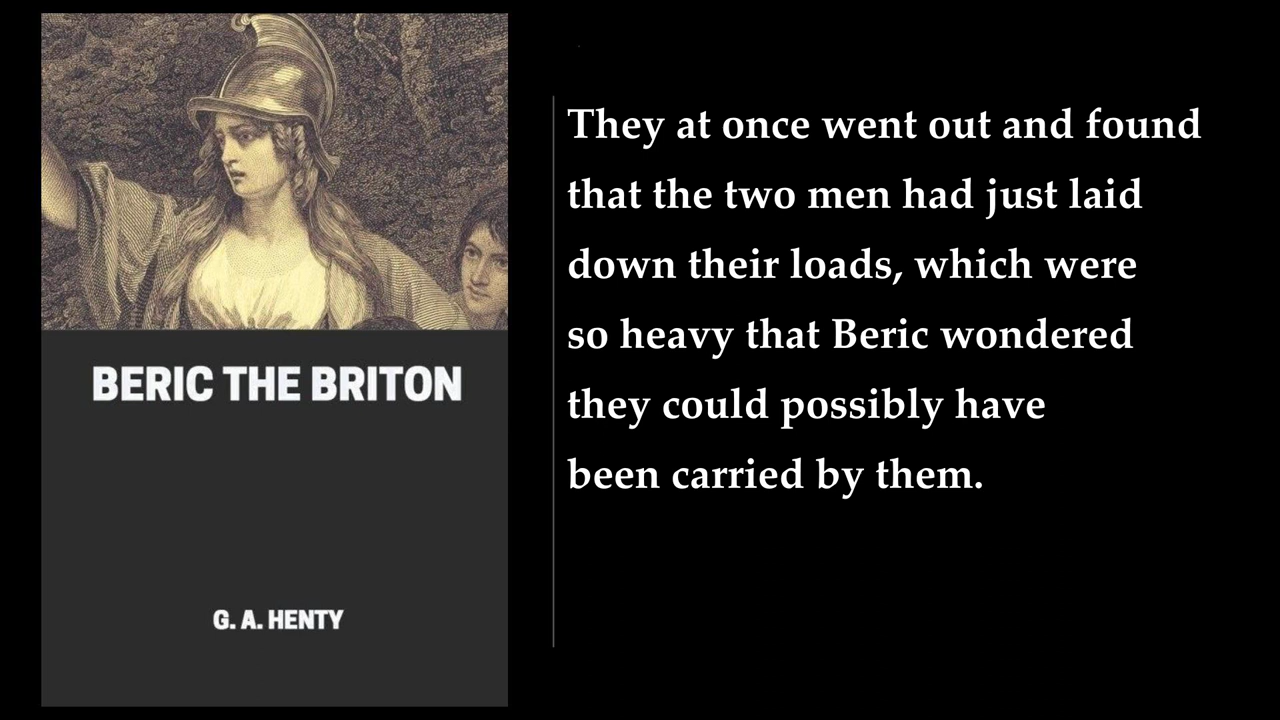 BERIC THE BRITON
G. A. HENTY
They at once went out and found
that the two men had just laid
down their loads, which were
so heavy that Beric wondered
they could possibly have
been carried by them.